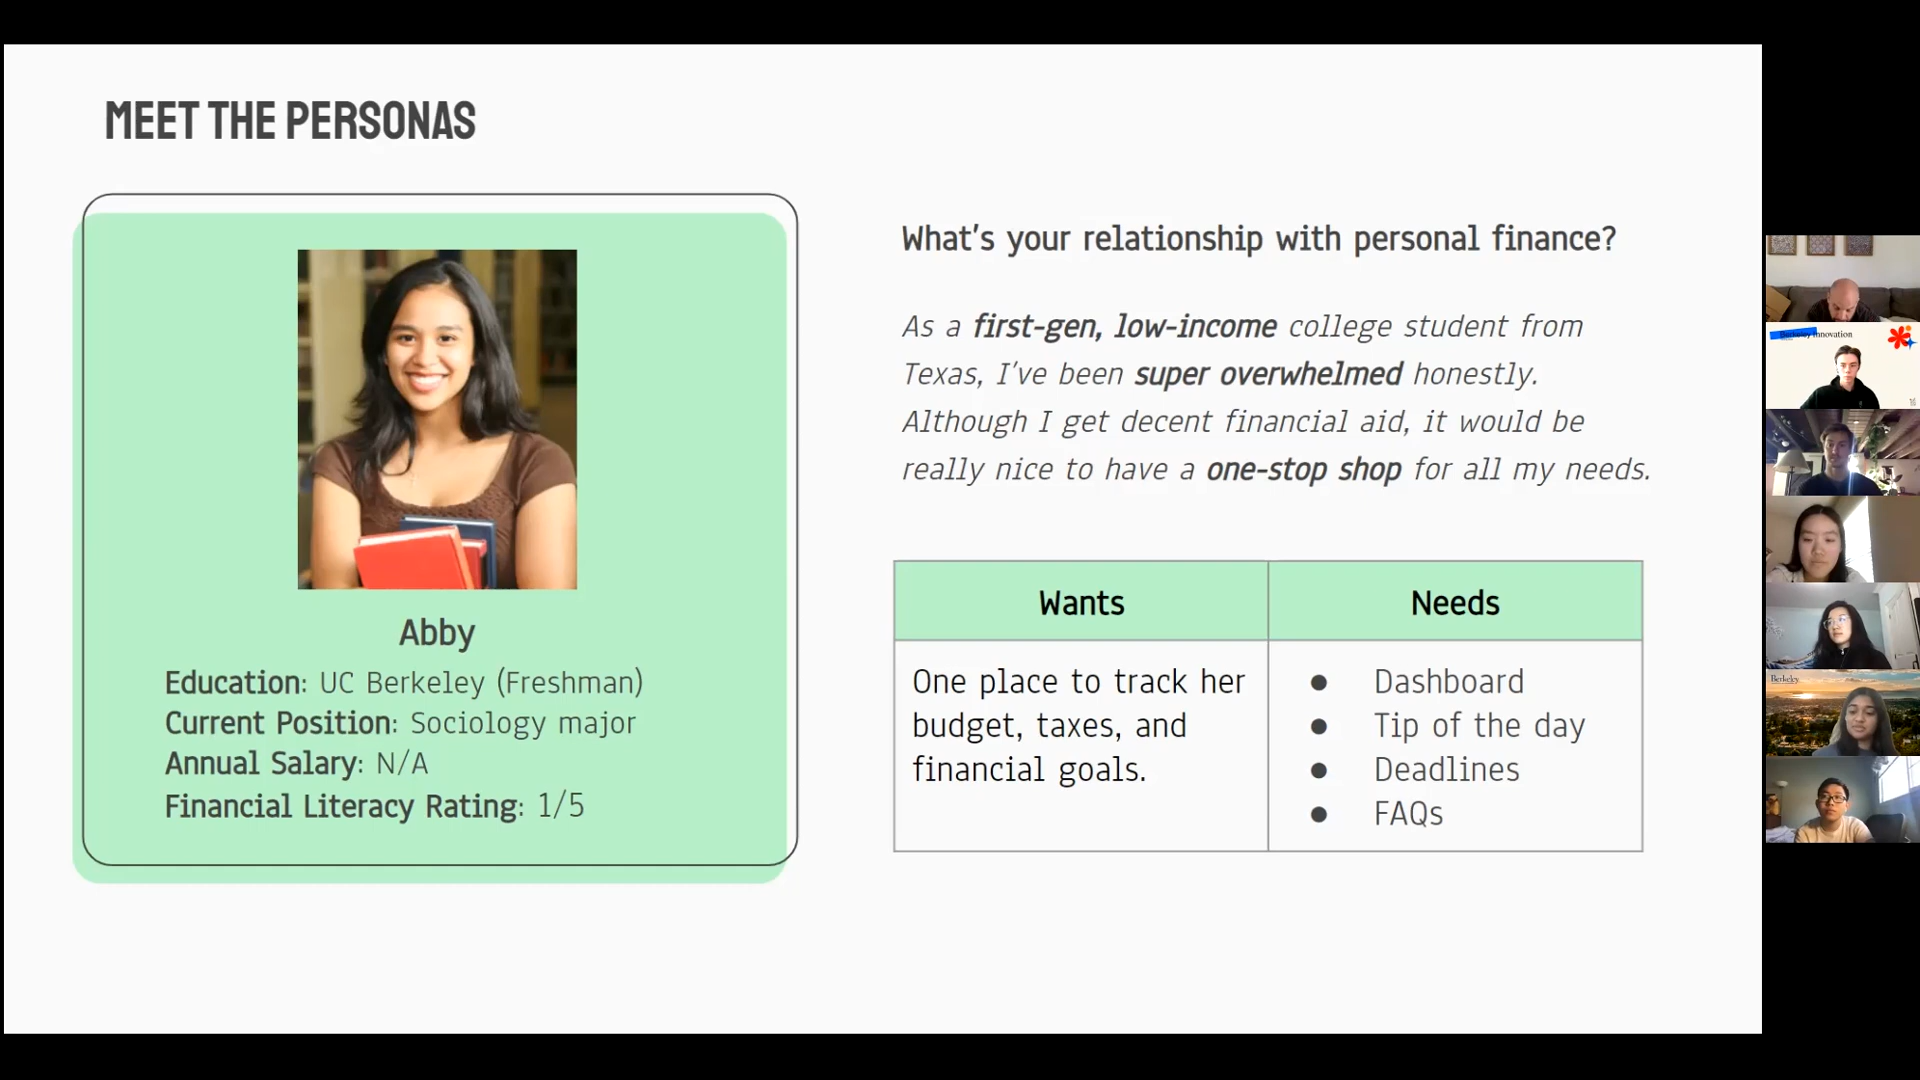 MEET THE PERSONAS
Abby
Education: UC Berkeley (Freshman)
Current Position: Sociology major
Annual Salary: N/A
Financial Literacy Rating: 1/5
What's your relationship with personal finance?
As a first-gen, low-income college student from
Texas, I've been super overwhelmed honestly.
Although I get decent financial aid, it would be
really nice to have a one-stop shop for all my needs.
Wants
One place to track her
budget, taxes, and
financial goals.
Needs
● Dashboard
● Tip of the day
● Deadlines
● FAQs
Berkeley Innovation
Berkeley